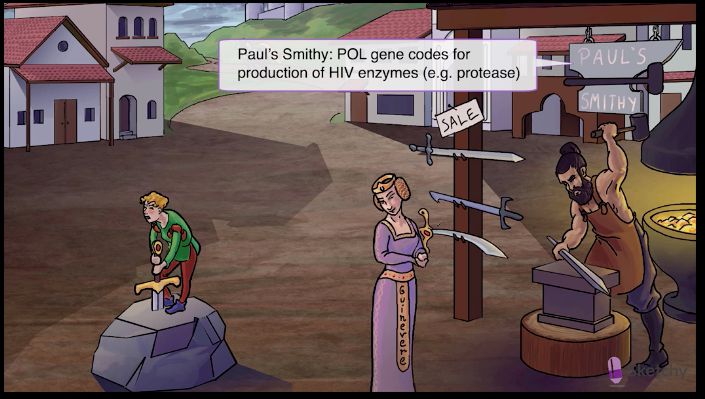 Paul's Smithy: POL gene codes for
production of HIV enzymes (e.g. protease)
PAUL'S
SMITHY
SALE
Guinevere
sketchy